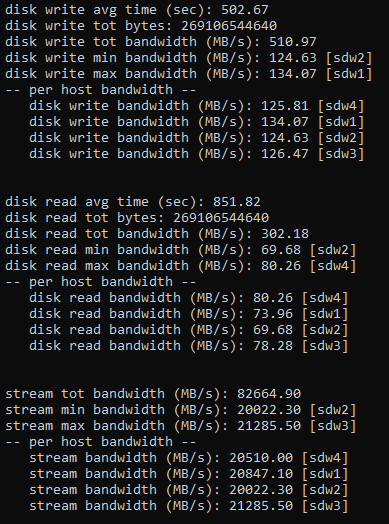 disk write avg time (sec): 502.67
disk write tot bytes: 269106544640
disk write tot bandwidth (MB/s): 510.97
disk write min bandwidth (MB/s): 124.63 [sdw2]
disk write max bandwidth (MB/s): 134.07 [sdw1]
-- per host bandwidth --
disk write bandwidth (MB/s): 125.81 [sdw4]
disk write bandwidth (MB/s): 134.07 [sdw1]
disk write bandwidth (MB/s): 124.63 [sdw2]
disk write bandwidth (MB/s): 126.47 [sdw3]
disk read avg time (sec): 851.82
disk read tot bytes: 269106544640
disk read tot bandwidth (MB/s): 302.18
disk read min bandwidth (MB/s): 69.68 [sdw2]
disk read max bandwidth (MB/s): 80.26 [sdw4]
-- per host bandwidth --
disk read bandwidth (MB/s): 80.26 [sdw4]
disk read bandwidth (MB/s): 73.96 [sdw1]
disk read bandwidth (MB/s): 69.68 [sdw2]
disk read bandwidth (MB/s): 78.28 [sdw3]
stream tot bandwidth (MB/s): 82664.90
stream min bandwidth (MB/s): 20022.30 [sdw2]
stream max bandwidth (MB/s): 21285.50 [sdw3]
-- per host bandwidth --
stream bandwidth (MB/s): 20510.00 [sdw4]
stream bandwidth (MB/s): 20847.10 [sdw1]
stream bandwidth (MB/s): 20022.30 [sdw2]
stream bandwidth (MB/s): 21285.50 [sdw3]